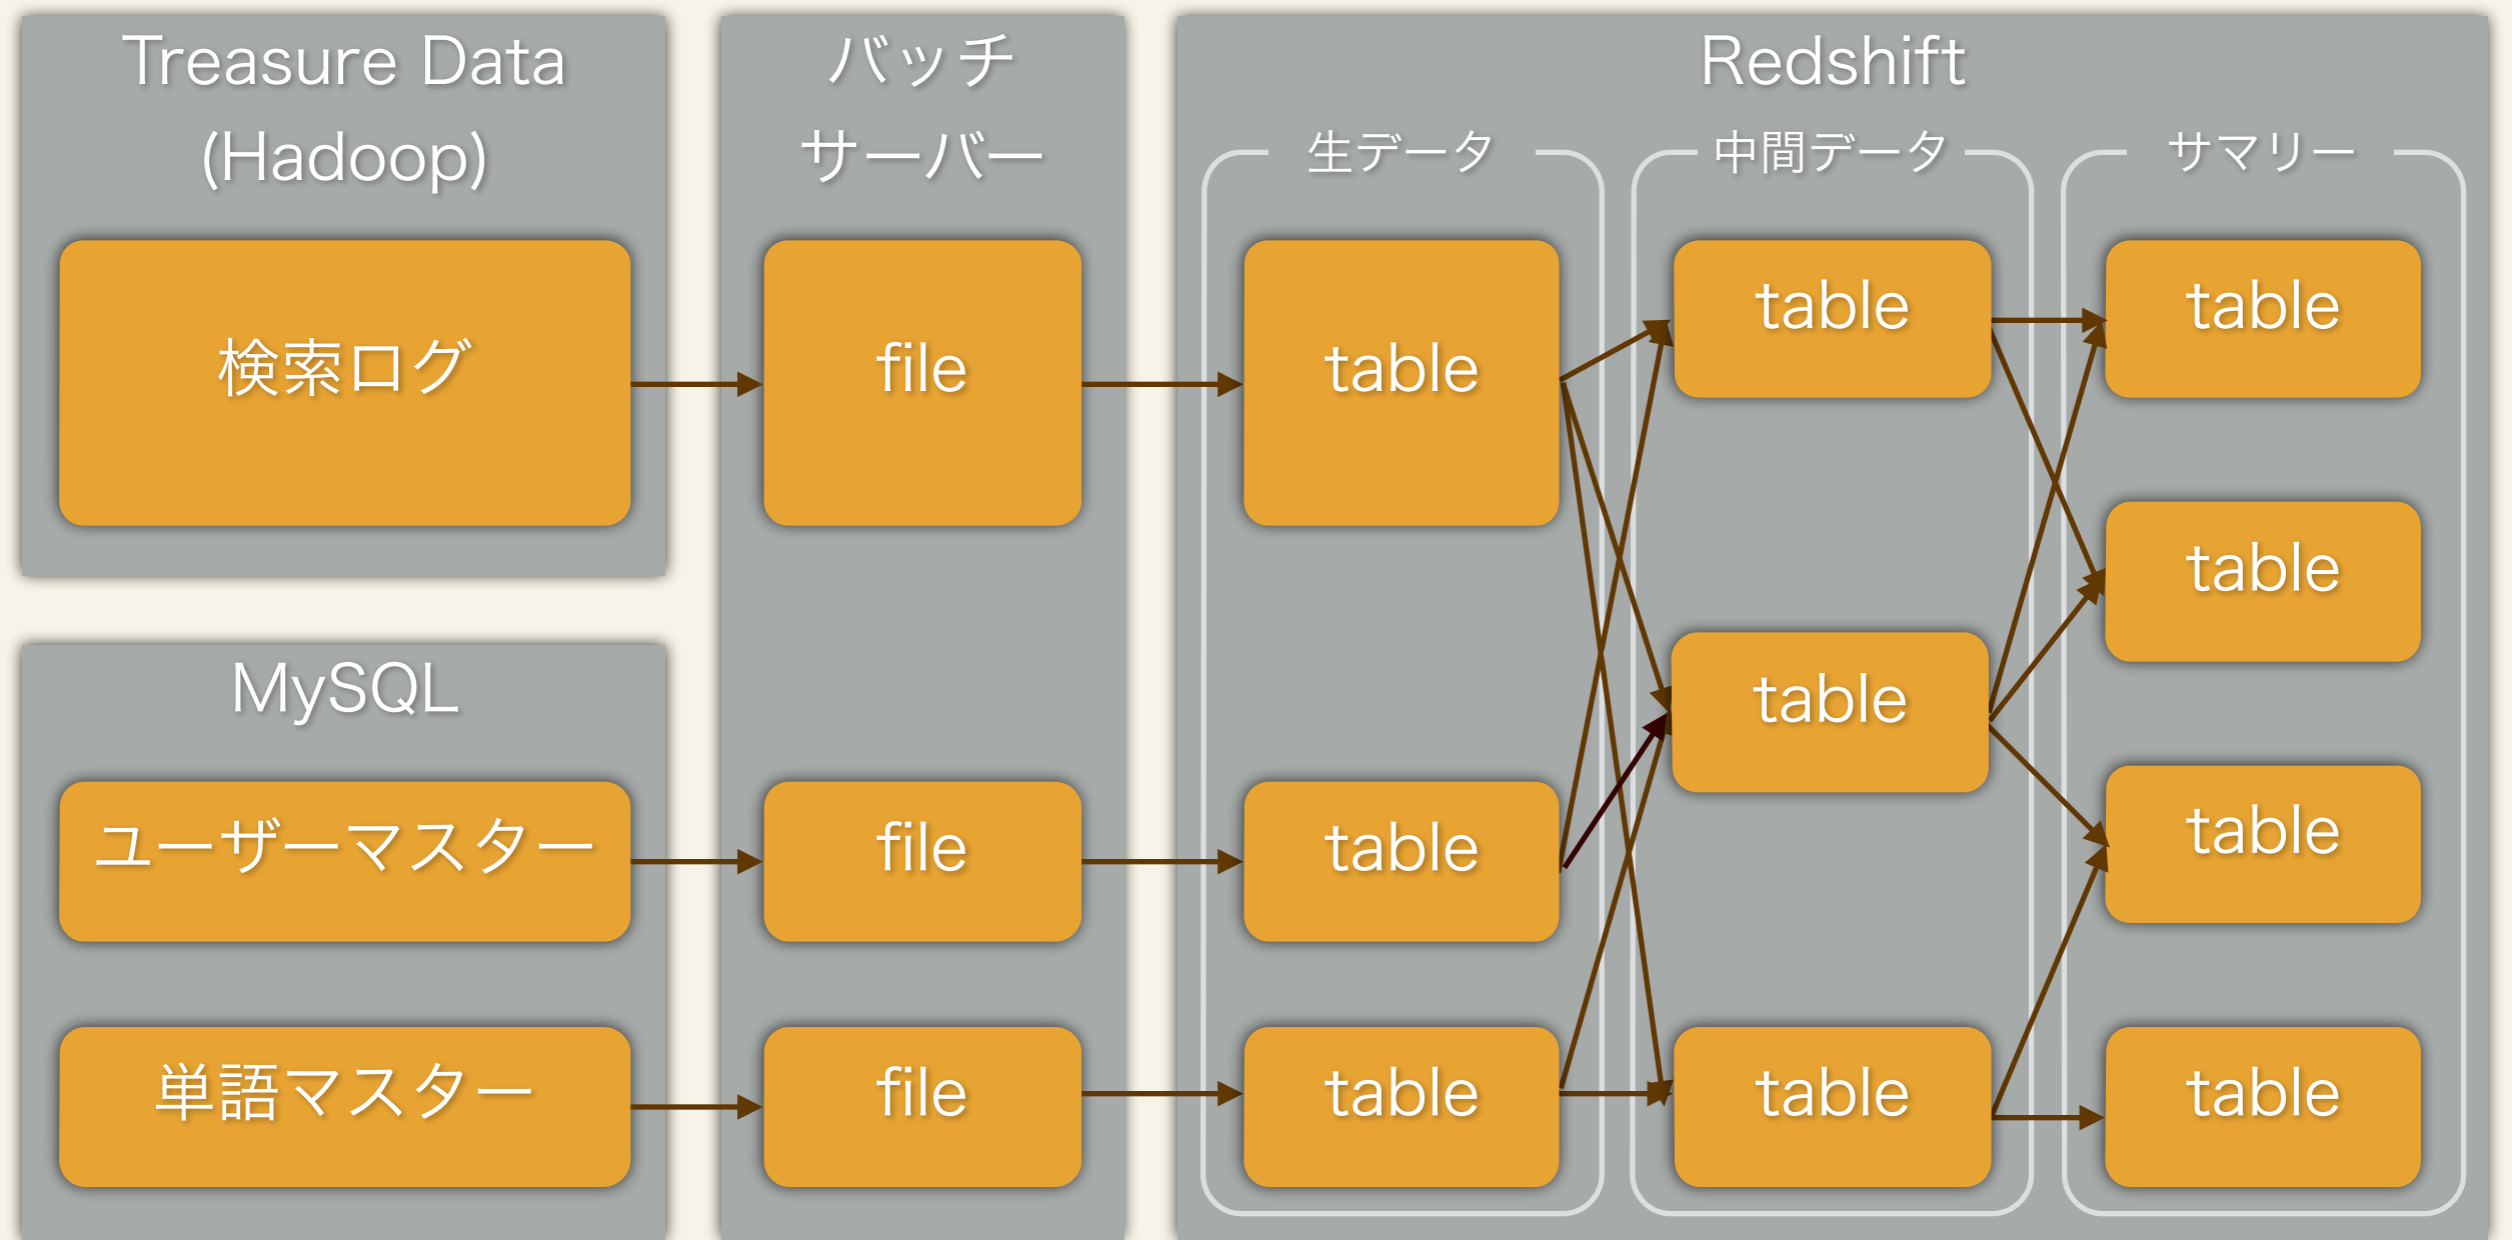 Treasure Data
(Hadoop)
検索ログ
MySQL
ユーザーマスター
単語マスター
バッチ
サーバー
file
file
file
Redshift
生データ
table
table
table
中間データ
table
table
table
サマリー
table
table
table
table